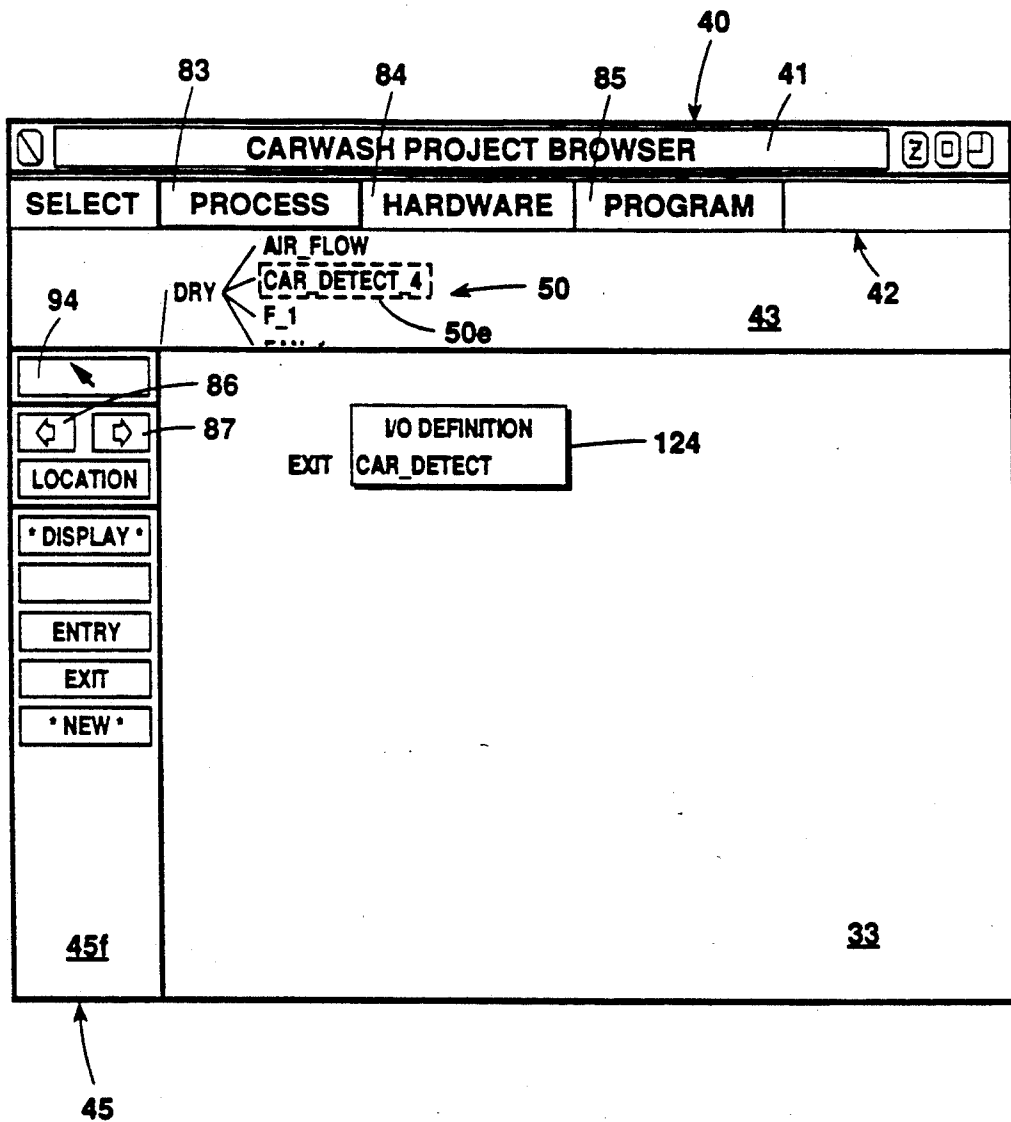 40
83 84 85 41
CARWASH PROJECT BROWSER
Z
SELECT PROCESS HARDWARE PROGRAM
AIR_FLOW
DRY CAR_DETECT_4 50 42
94 F_1 50e 43
86
87
LOCATION
I/O DEFINITION
EXIT CAR_DETECT 124
* DISPLAY *
ENTRY
EXIT
* NEW *
45f 33
45